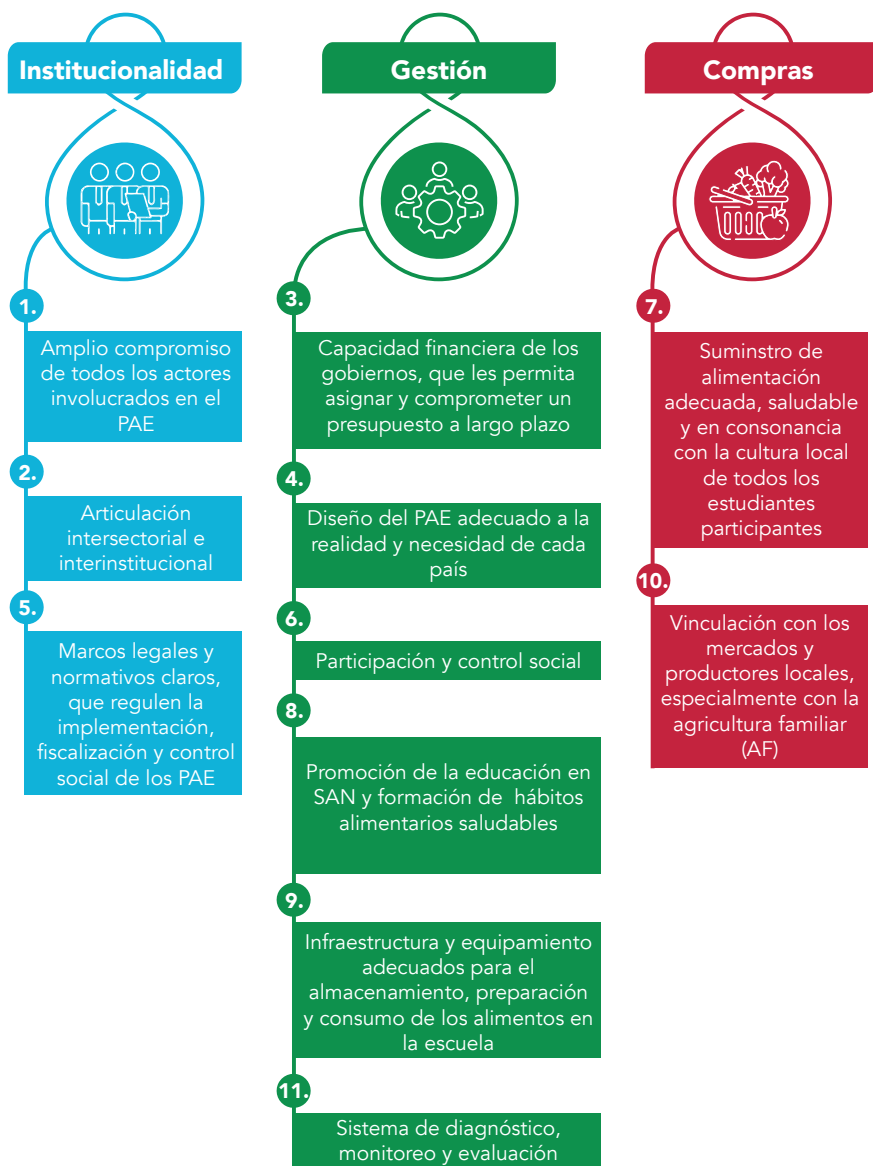 Institucionalidad
1.
Amplio compromiso
de todos los actores
involucrados en el
PAE
2.
Articulación
intersectorial e
interinstitucional
5.
Marcos legales y
normativos claros,
que regulen la
implementación,
fiscalización y control
social de los PAE
Gestión
3.
Capacidad financiera de los
gobiernos, que les permita
asignar y comprometer un
presupuesto a largo plazo
4.
Diseño del PAE adecuado a la
realidad y necesidad de cada
país
6.
Participación y control social
8.
Promoción de la educación en
SAN y formación de hábitos
alimentarios saludables
9.
Infraestructura y equipamiento
adecuados para el
almacenamiento, preparación
y consumo de los alimentos en
la escuela
11.
Sistema de diagnóstico,
monitoreo y evaluación
Compras
7.
Suminstro de
alimentación
adecuada, saludable
y en consonancia
con la cultura local
de todos los
estudiantes
participantes
10.
Vinculación con los
mercados y
productores locales,
especialmente con la
agricultura familiar
(AF)